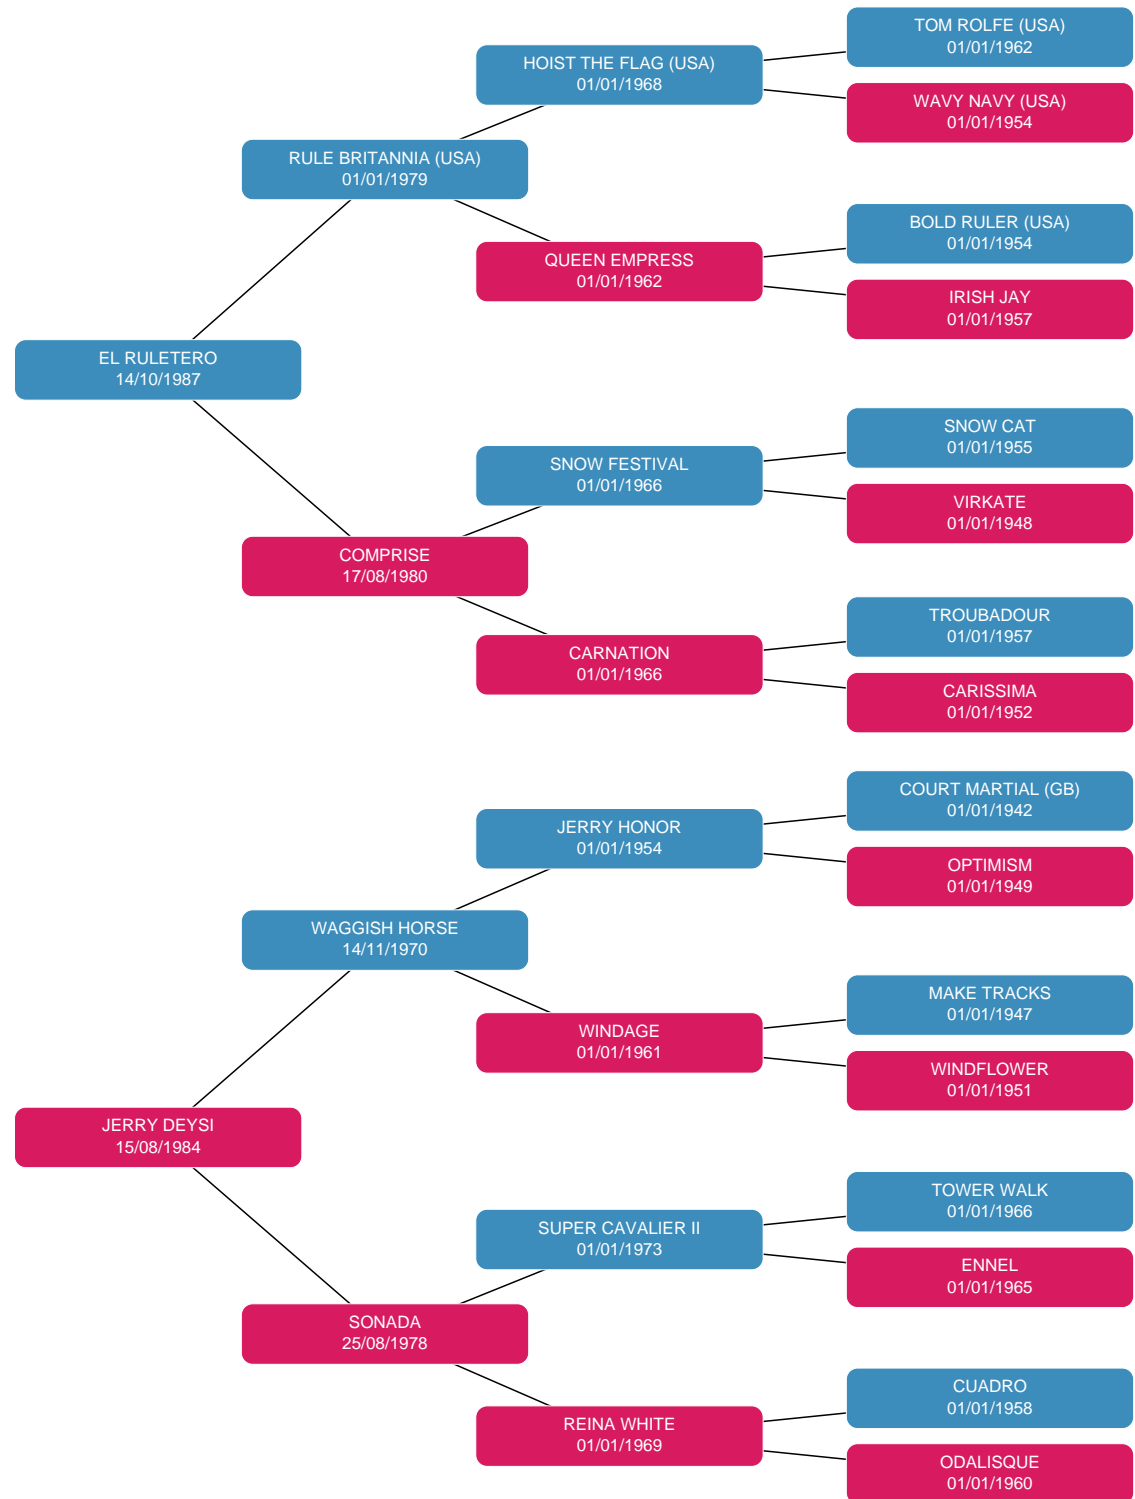 TOM ROLFE (USA)
01/01/1962
HOIST THE FLAG (USA)
01/01/1968
WAVY NAVY (USA)
01/01/1954
RULE BRITANNIA (USA)
01/01/1979
BOLD RULER (USA)
01/01/1954
QUEEN EMPRESS
01/01/1962
IRISH JAY
01/01/1957
EL RULETERO
14/10/1987
SNOW CAT
01/01/1955
SNOW FESTIVAL
01/01/1966
VIRKATE
01/01/1948
COMPRISE
17/08/1980
TROUBADOUR
01/01/1957
CARNATION
01/01/1966
CARISSIMA
01/01/1952
COURT MARTIAL (GB)
01/01/1942
JERRY HONOR
01/01/1954
OPTIMISM
01/01/1949
WAGGISH HORSE
14/11/1970
MAKE TRACKS
01/01/1947
WINDAGE
01/01/1961
WINDFLOWER
01/01/1951
JERRY DEYSI
15/08/1984
TOWER WALK
01/01/1966
SUPER CAVALIER II
01/01/1973
ENNEL
01/01/1965
SONADA
25/08/1978
CUADRO
01/01/1958
REINA WHITE
01/01/1969
ODALISQUE
01/01/1960